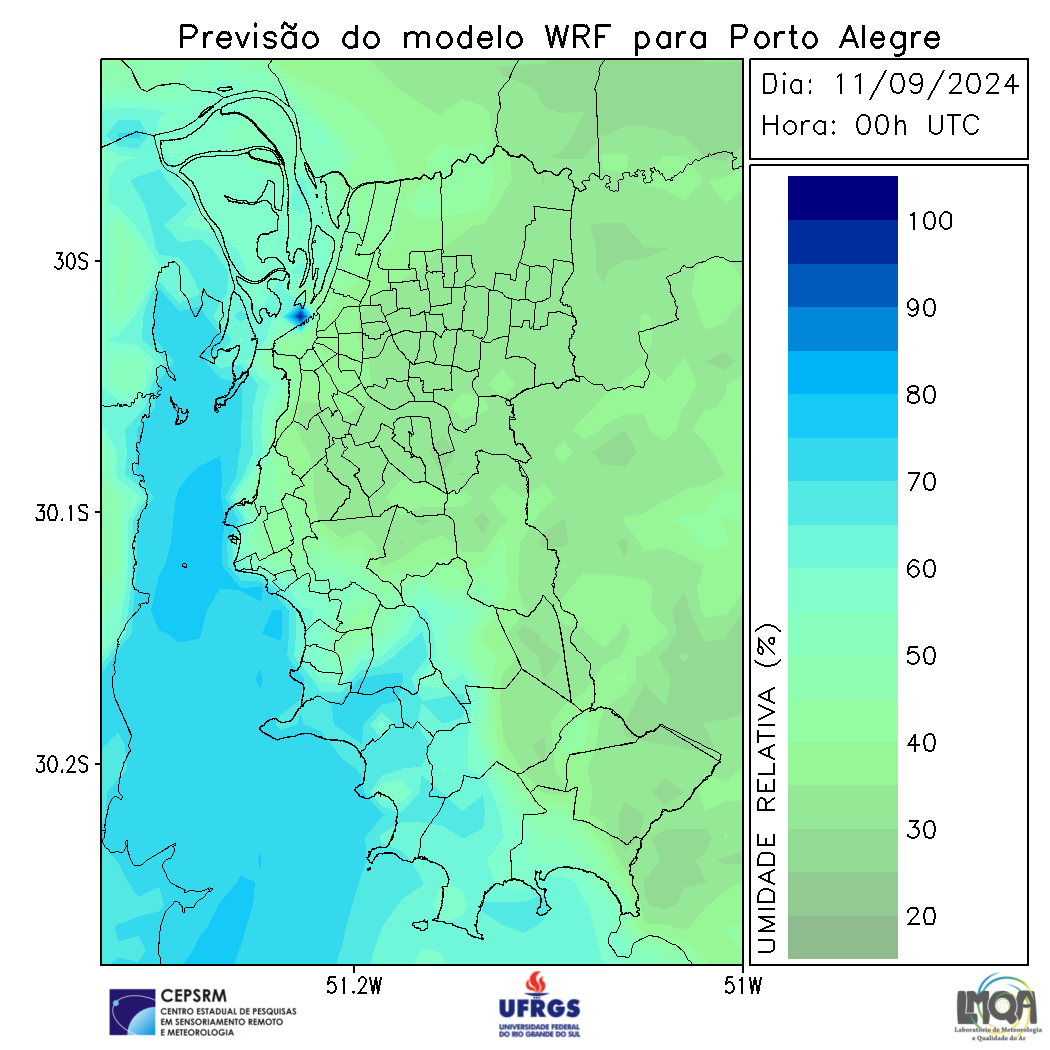 Previsão do modelo WRF para Porto Alegre
Dia: 11/09/2024
Hora: 00h UTC
100
90
80
70
60
50
40
30
20
UMIDADE RELATIVA (%)
30S
30.1S
30.2S
51.2W
51W
CEPSRM
CENTRO ESTADUAL DE PESQUISAS
EM SENSORIAMENTO REMOTO
E METEOROLOGIA
UFRGS
UNIVERSIDADE FEDERAL
DO RIO GRANDE DO SUL
LMQA
Laboratório de Meteorologia
e Qualidade do Ar